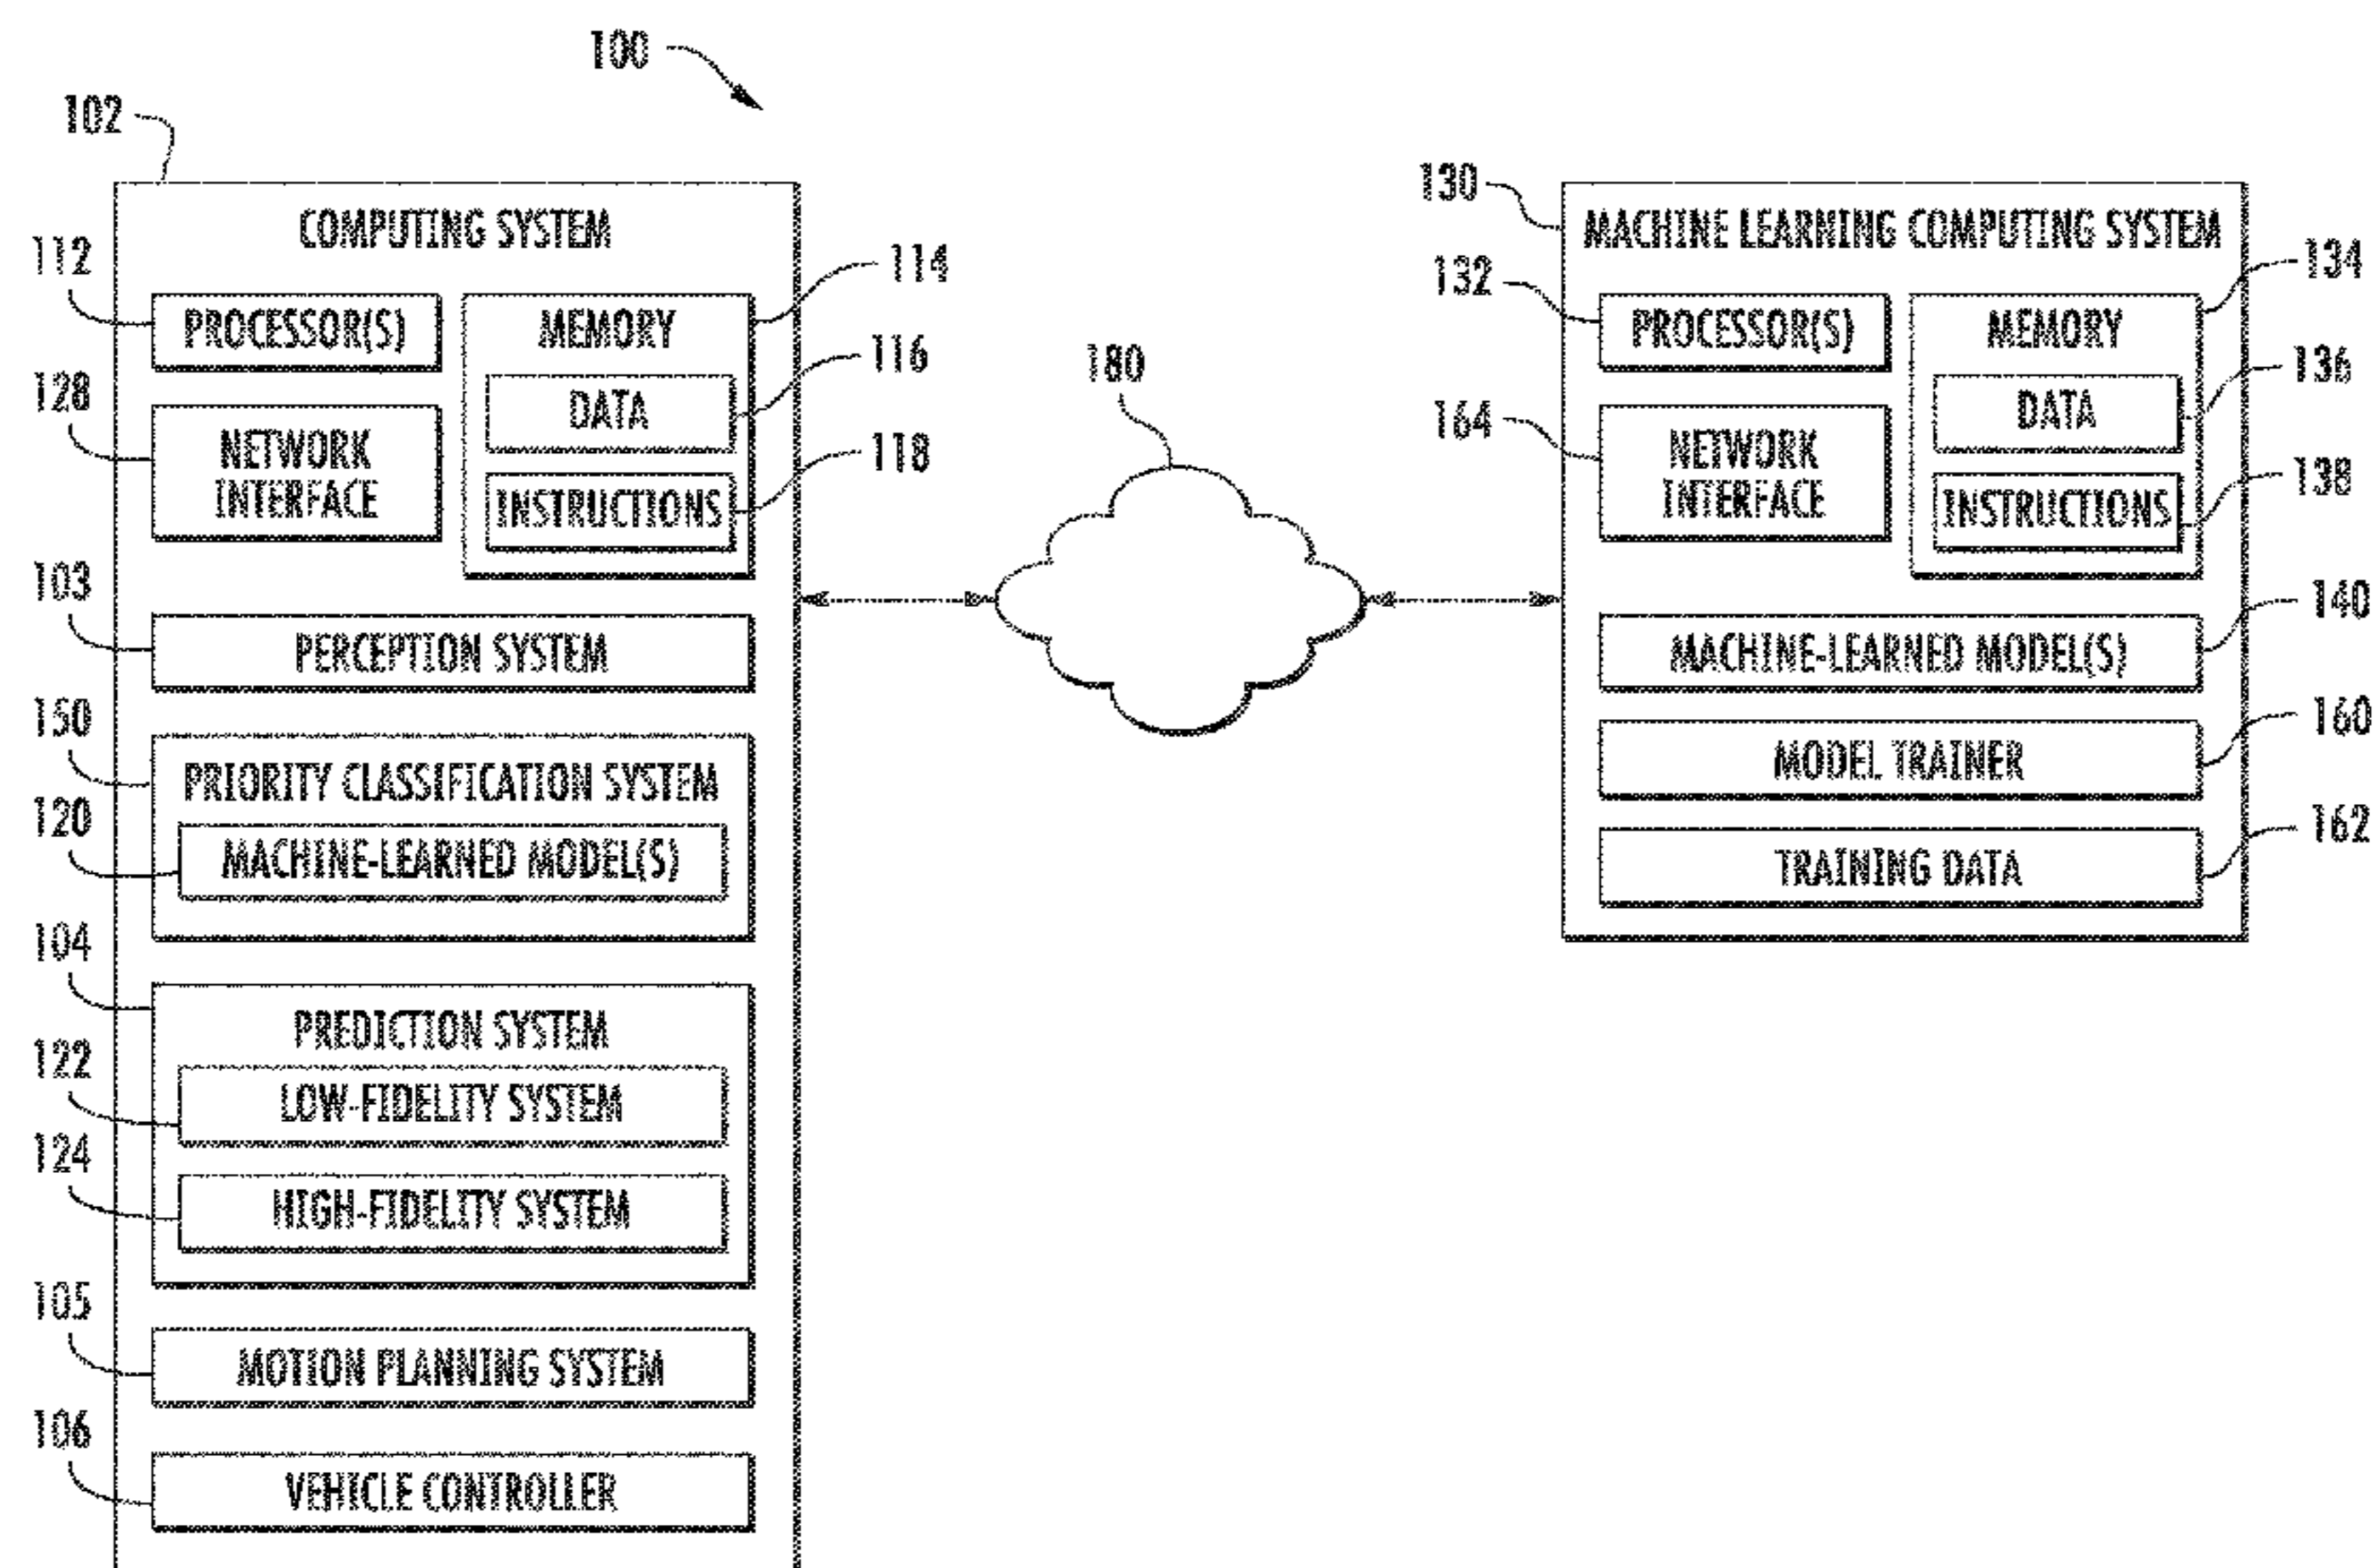 100
102
COMPUTING SYSTEM
112
PROCESSOR(S)
128
NETWORK
INTERFACE
MEMORY
114
DATA
116
INSTRUCTIONS
118
103
PERCEPTION SYSTEM
150
PRIORITY CLASSIFICATION SYSTEM
120
MACHINE-LEARNED MODEL(S)
104
PREDICTION SYSTEM
122
LOW-FIDELITY SYSTEM
124
HIGH-FIDELITY SYSTEM
105
MOTION PLANNING SYSTEM
106
VEHICLE CONTROLLER
180
130
MACHINE LEARNING COMPUTING SYSTEM
132
PROCESSOR(S)
164
NETWORK
INTERFACE
MEMORY
134
DATA
136
INSTRUCTIONS
138
MACHINE-LEARNED MODEL(S)
140
MODEL TRAINER
160
TRAINING DATA
162